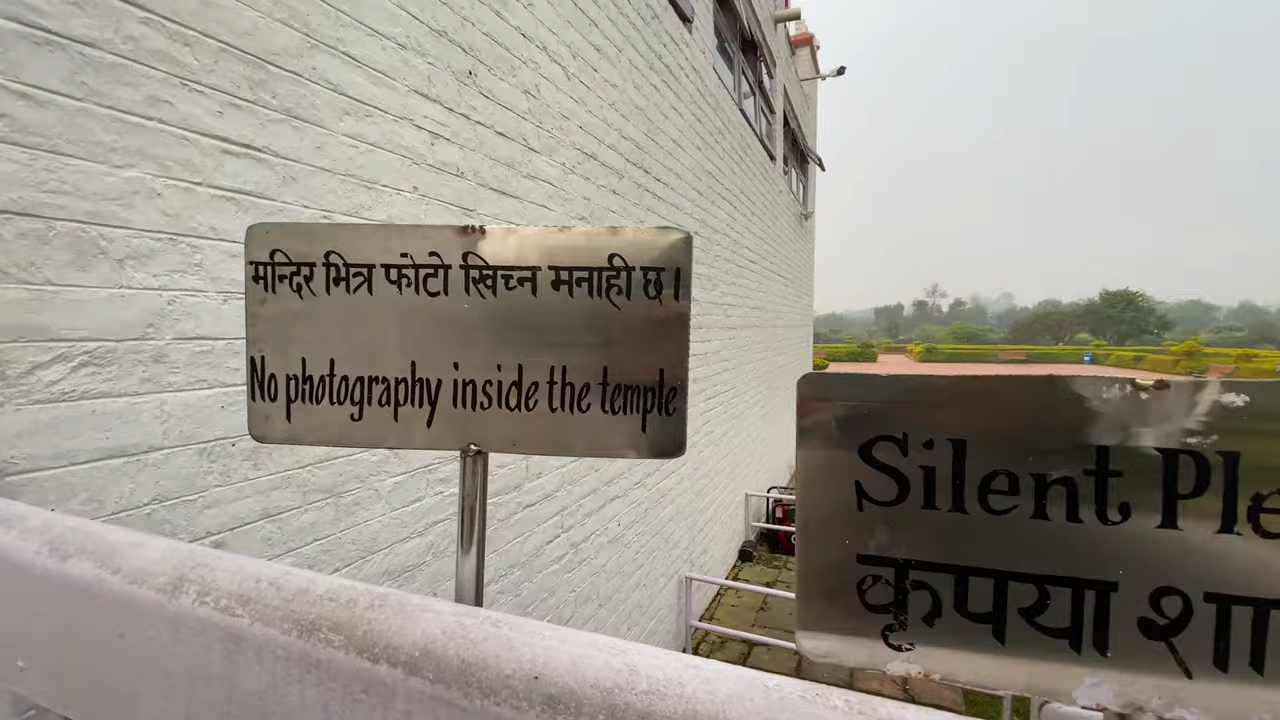 मन्दिर भित्र फोटो खिच्न मनाही छ।
No photography inside the temple
Silent
कृपया